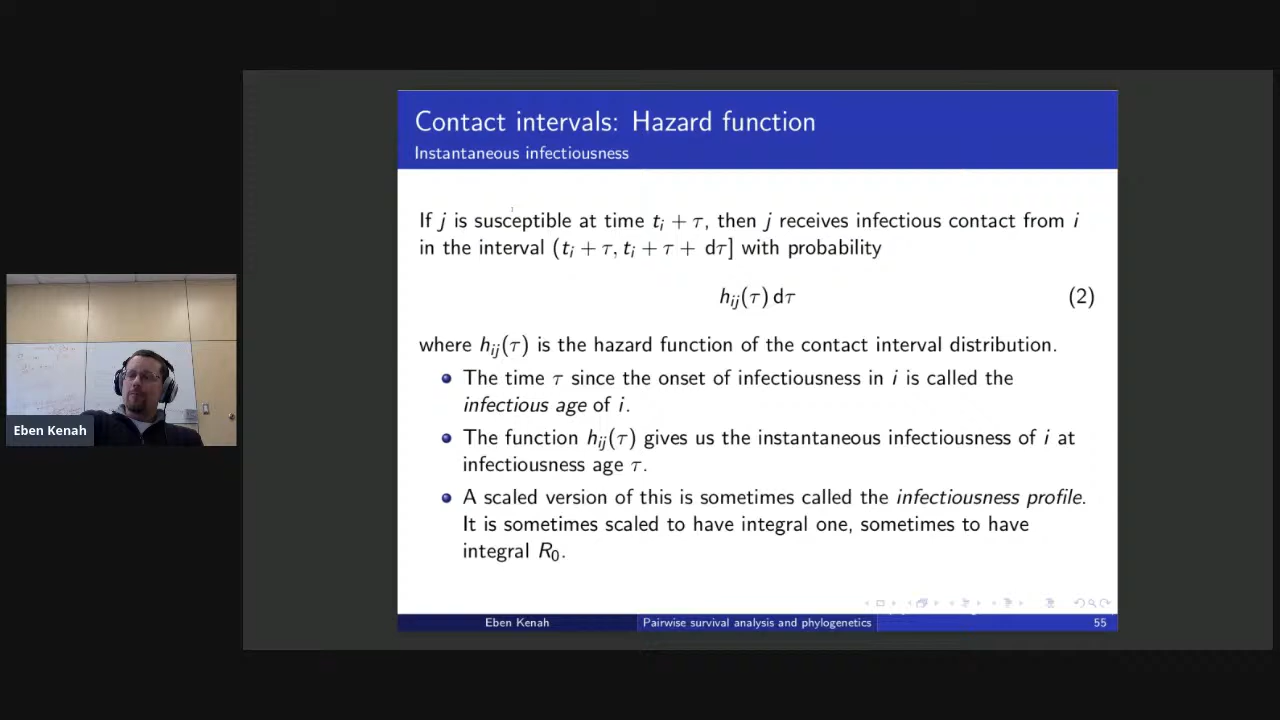 Contact intervals: Hazard function
Instantaneous infectiousness
If j is susceptible at time tᵢ + τ, then j receives infectious contact from i
in the interval (tᵢ + τ, tᵢ + τ + dτ] with probability
hᵢⱼ(τ) dτ (2)
where hᵢⱼ(τ) is the hazard function of the contact interval distribution.
The time τ since the onset of infectiousness in i is called the
infectious age of i.
The function hᵢⱼ(τ) gives us the instantaneous infectiousness of i at
infectiousness age τ.
A scaled version of this is sometimes called the infectiousness profile.
It is sometimes scaled to have integral one, sometimes to have
integral R₀.
Eben Kenah Pairwise survival analysis and phylogenetics 55
Eben Kenah